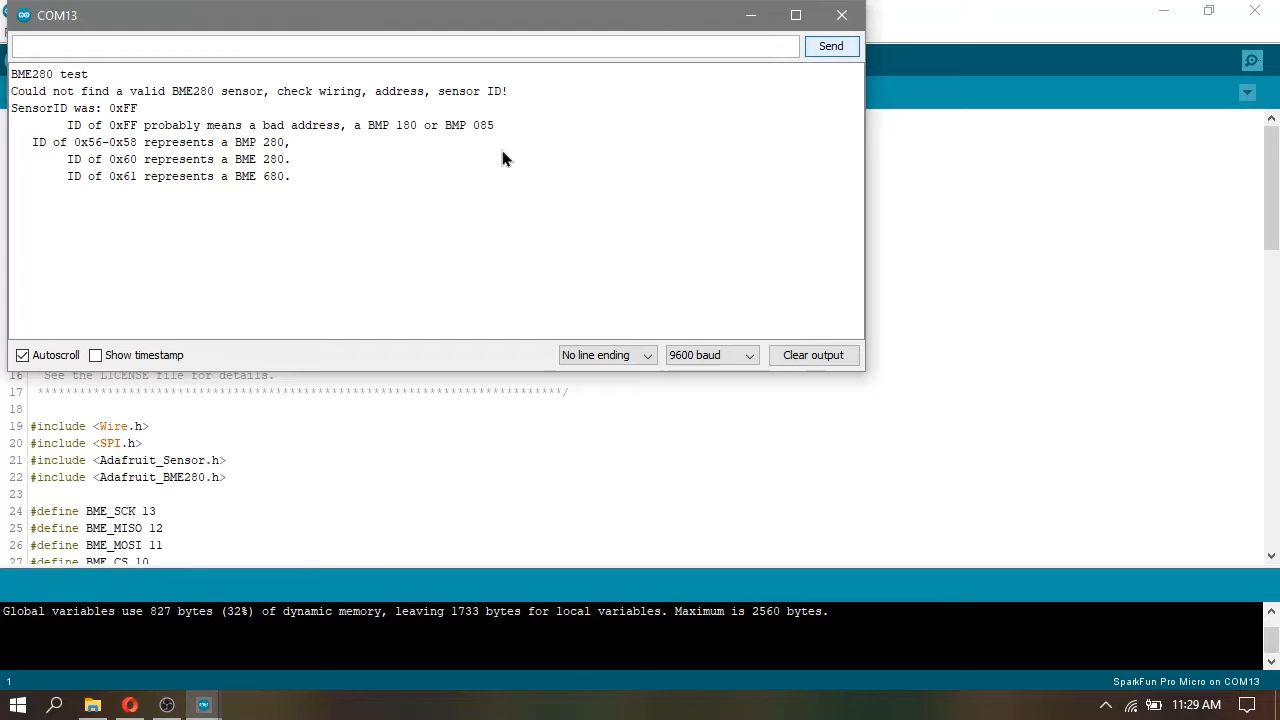 COM13
Send
BME280 test
Could not find a valid BME280 sensor, check wiring, address, sensor ID!
SensorID was: 0xFF
ID of 0xFF probably means a bad address, a BMP 180 or BMP 085
ID of 0x56-0x58 represents a BMP 280,
ID of 0x60 represents a BME 280.
ID of 0x61 represents a BME 680.
Autoscroll Show timestamp No line ending 9600 baud Clear output
16 See the LICENSE file for details.
17 ***************************************************************************/
18
19 #include <Wire.h>
20 #include <SPI.h>
21 #include <Adafruit_Sensor.h>
22 #include <Adafruit_BME280.h>
23
24 #define BME_SCK 13
25 #define BME_MISO 12
26 #define BME_MOSI 11
27 #define BME_CS 10
Global variables use 827 bytes (32%) of dynamic memory, leaving 1733 bytes for local variables. Maximum is 2560 bytes.
1 SparkFun Pro Micro on COM13
11:29 AM